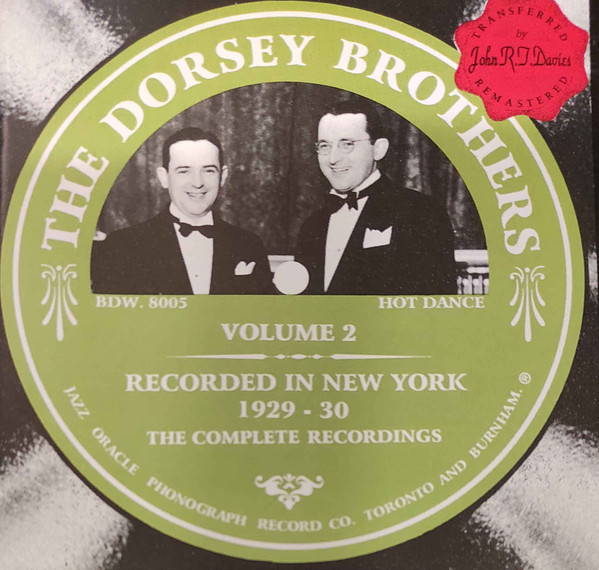 THE DORSEY BROTHERS
TRANSFERRED
by
John R.T. Davies
REMASTERED
BDW. 8005
HOT DANCE
VOLUME 2
RECORDED IN NEW YORK
1929 - 30
THE COMPLETE RECORDINGS
JAZZ ORACLE PHONOGRAPH RECORD CO. TORONTO AND BURNHAM. ®